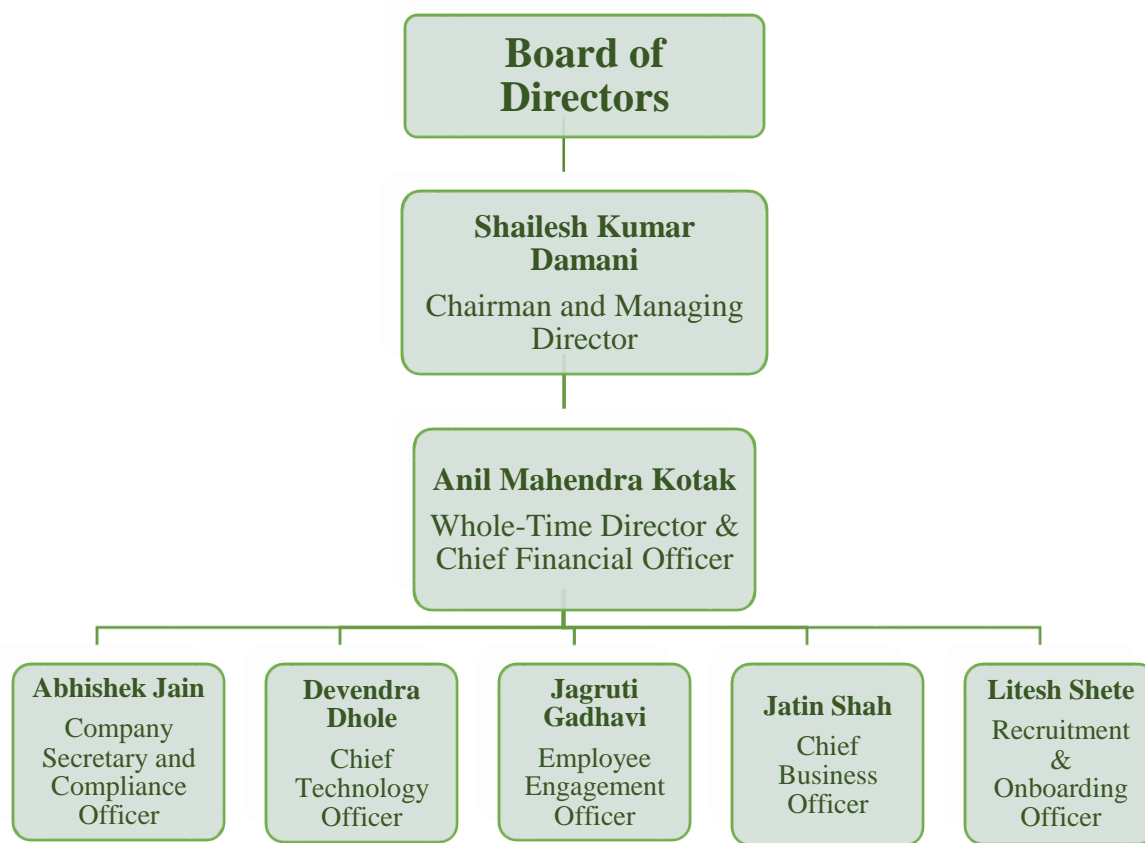 Board of
Directors
Shailesh Kumar
Damani
Chairman and Managing
Director
Anil Mahendra Kotak
Whole-Time Director &
Chief Financial Officer
Abhishek Jain
Company
Secretary and
Compliance
Officer
Devendra
Dhole
Chief
Technology
Officer
Jagruti
Gadhavi
Employee
Engagement
Officer
Jatin Shah
Chief
Business
Officer
Litesh Shete
Recruitment
&
Onboarding
Officer